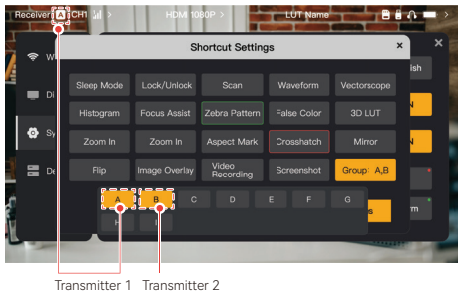 Receiver A CH1 > HDMI 1080P > LUT Name A >
Shortcut Settings × ×
Sleep Mode Lock/Unlock Scan Waveform Vectorscope
Histogram Focus Assist Zebra Pattern False Color 3D LUT
Zoom In Zoom In Aspect Mark Crosshatch Mirror
Flip Image Overlay Video Recording Screenshot Group: A,B
A B C D E F G
H I
Transmitter 1 Transmitter 2